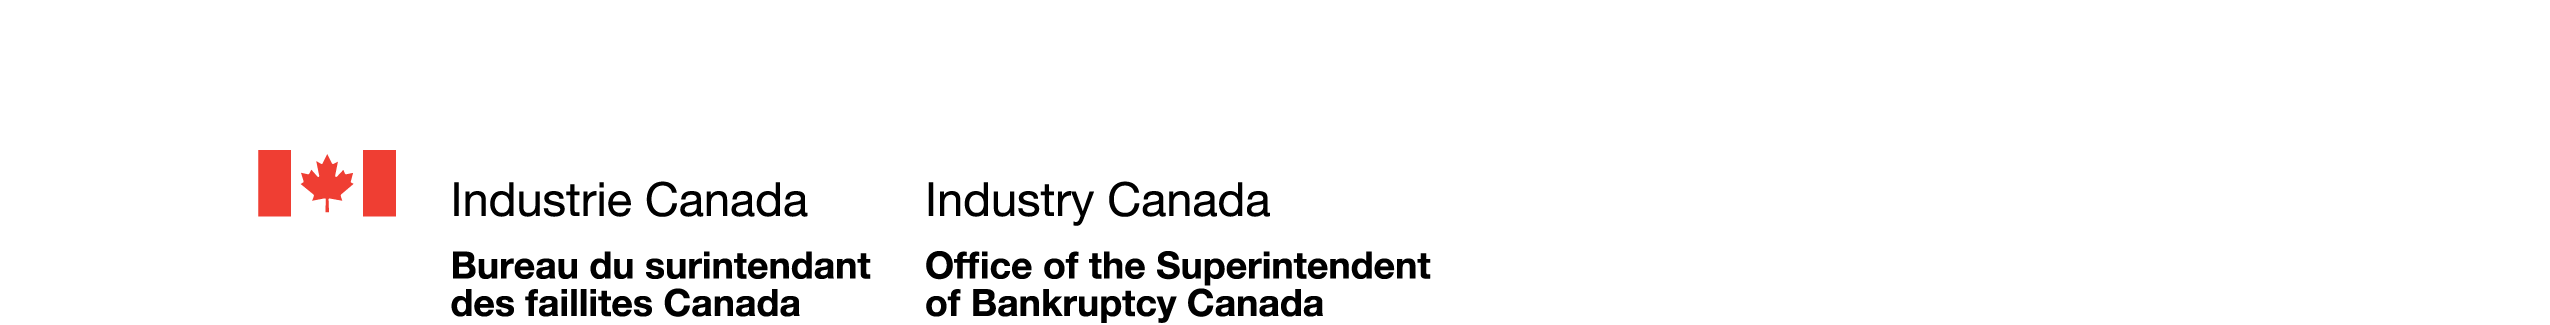 Industrie Canada
Bureau du surintendant
des faillites Canada
Industry Canada
Office of the Superintendent
of Bankruptcy Canada